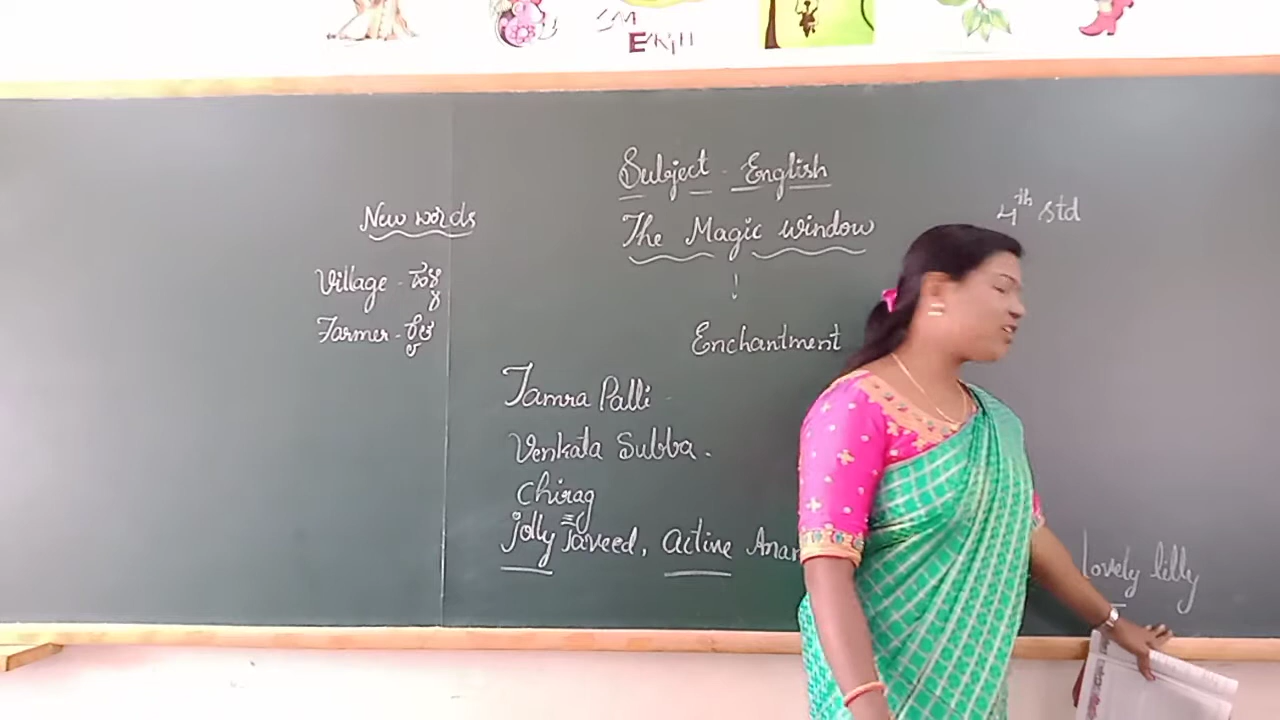 Subject - English
The Magic window
4th std
New words
Village - ಹಳ್ಳಿ
Farmer - ರೈತ
Enchantment
Tamra Palli
Venkata Subba.
Chirag
jolly Javeed, active
lovely lilly